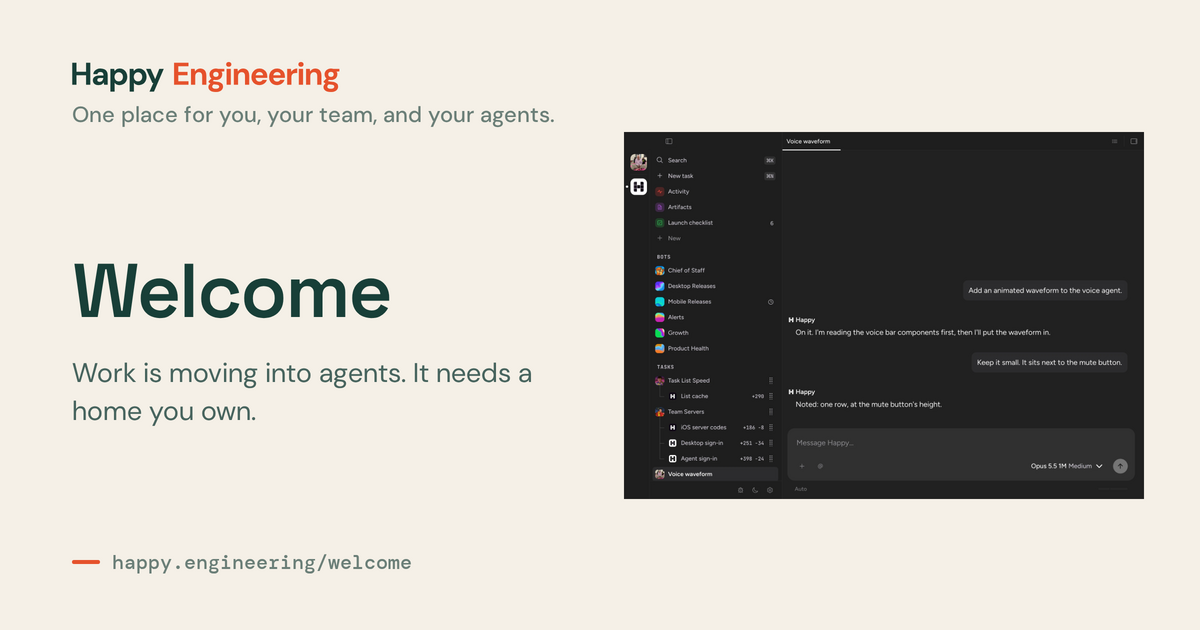 Happy Engineering
One place for you, your team, and your agents.
Welcome
Work is moving into agents. It needs a
home you own.
happy.engineering/welcome
Voice waveform
Search
New task
Activity
Artifacts
Launch checklist 6
New
BOTS
Chief of Staff
Desktop Releases
Mobile Releases
Alerts
Growth
Product Health
TASKS
Task List Speed
List cache +290
Team Servers
iOS server codes +186 -8
Desktop sign-in +251 -34
Agent sign-in +398 -24
Voice waveform
Add an animated waveform to the voice agent.
Happy
On it. I'm reading the voice bar components first, then I'll put the waveform in.
Keep it small. It sits next to the mute button.
Happy
Noted: one row, at the mute button's height.
Message Happy...
Opus 5.5 1M Medium
Auto